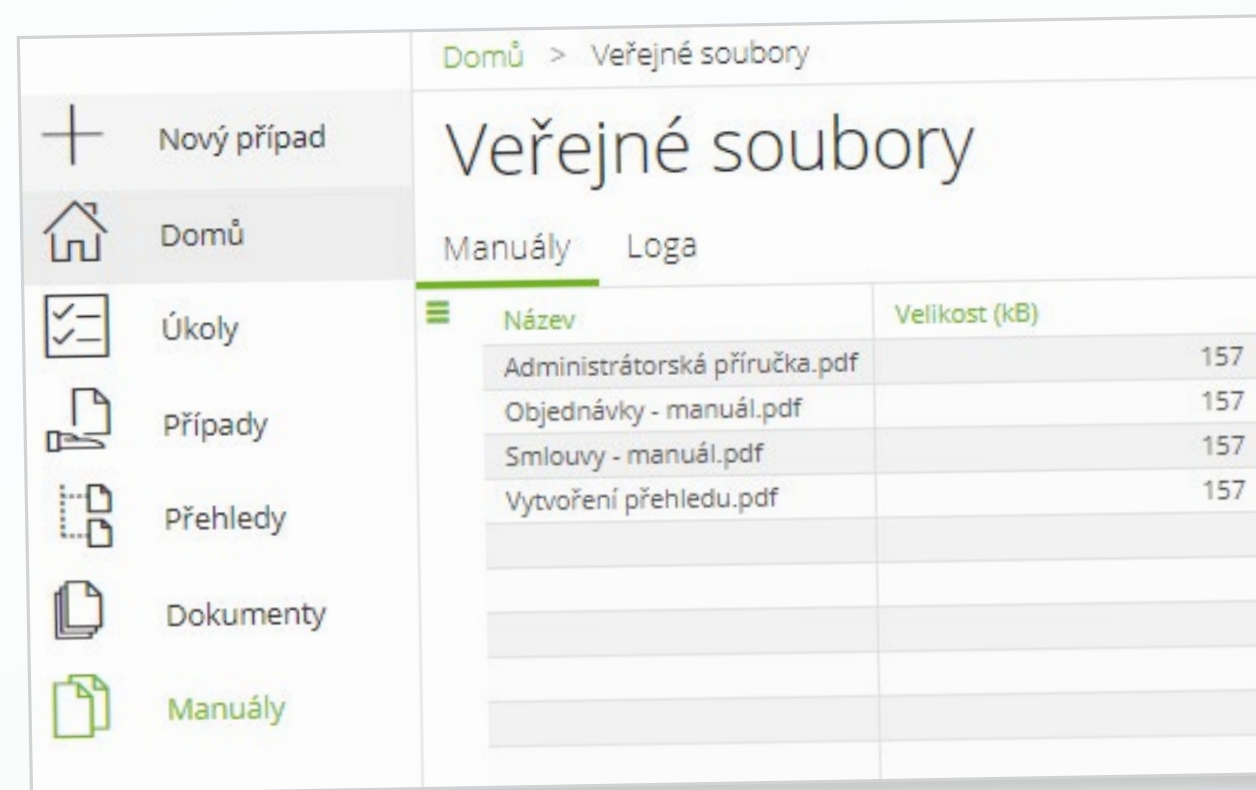 Domů > Veřejné soubory
Nový případ
Domů
Úkoly
Případy
Přehledy
Dokumenty
Manuály
Veřejné soubory
Manuály Loga
Název Velikost (kB)
Administrátorská příručka.pdf 157
Objednávky - manuál.pdf 157
Smlouvy - manuál.pdf 157
Vytvoření přehledu.pdf 157